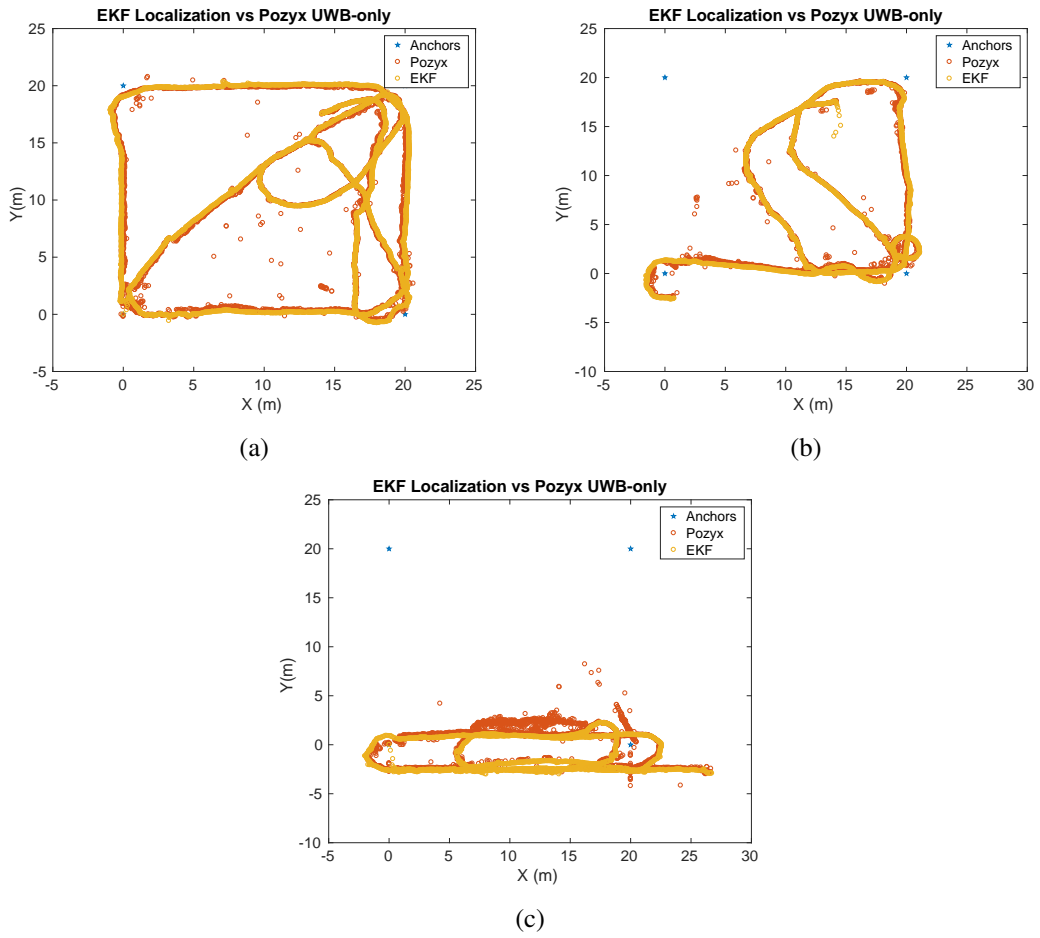 EKF Localization vs Pozyx UWB-only
25
20
15
10
5
0
-5
Y(m)
-5 0 5 10 15 20 25
X (m)
Anchors
Pozyx
EKF
(a)
EKF Localization vs Pozyx UWB-only
25
20
15
10
5
0
-5
-10
Y(m)
-5 0 5 10 15 20 25 30
X (m)
Anchors
Pozyx
EKF
(b)
EKF Localization vs Pozyx UWB-only
25
20
15
10
5
0
-5
-10
Y(m)
-5 0 5 10 15 20 25 30
X (m)
Anchors
Pozyx
EKF
(c)